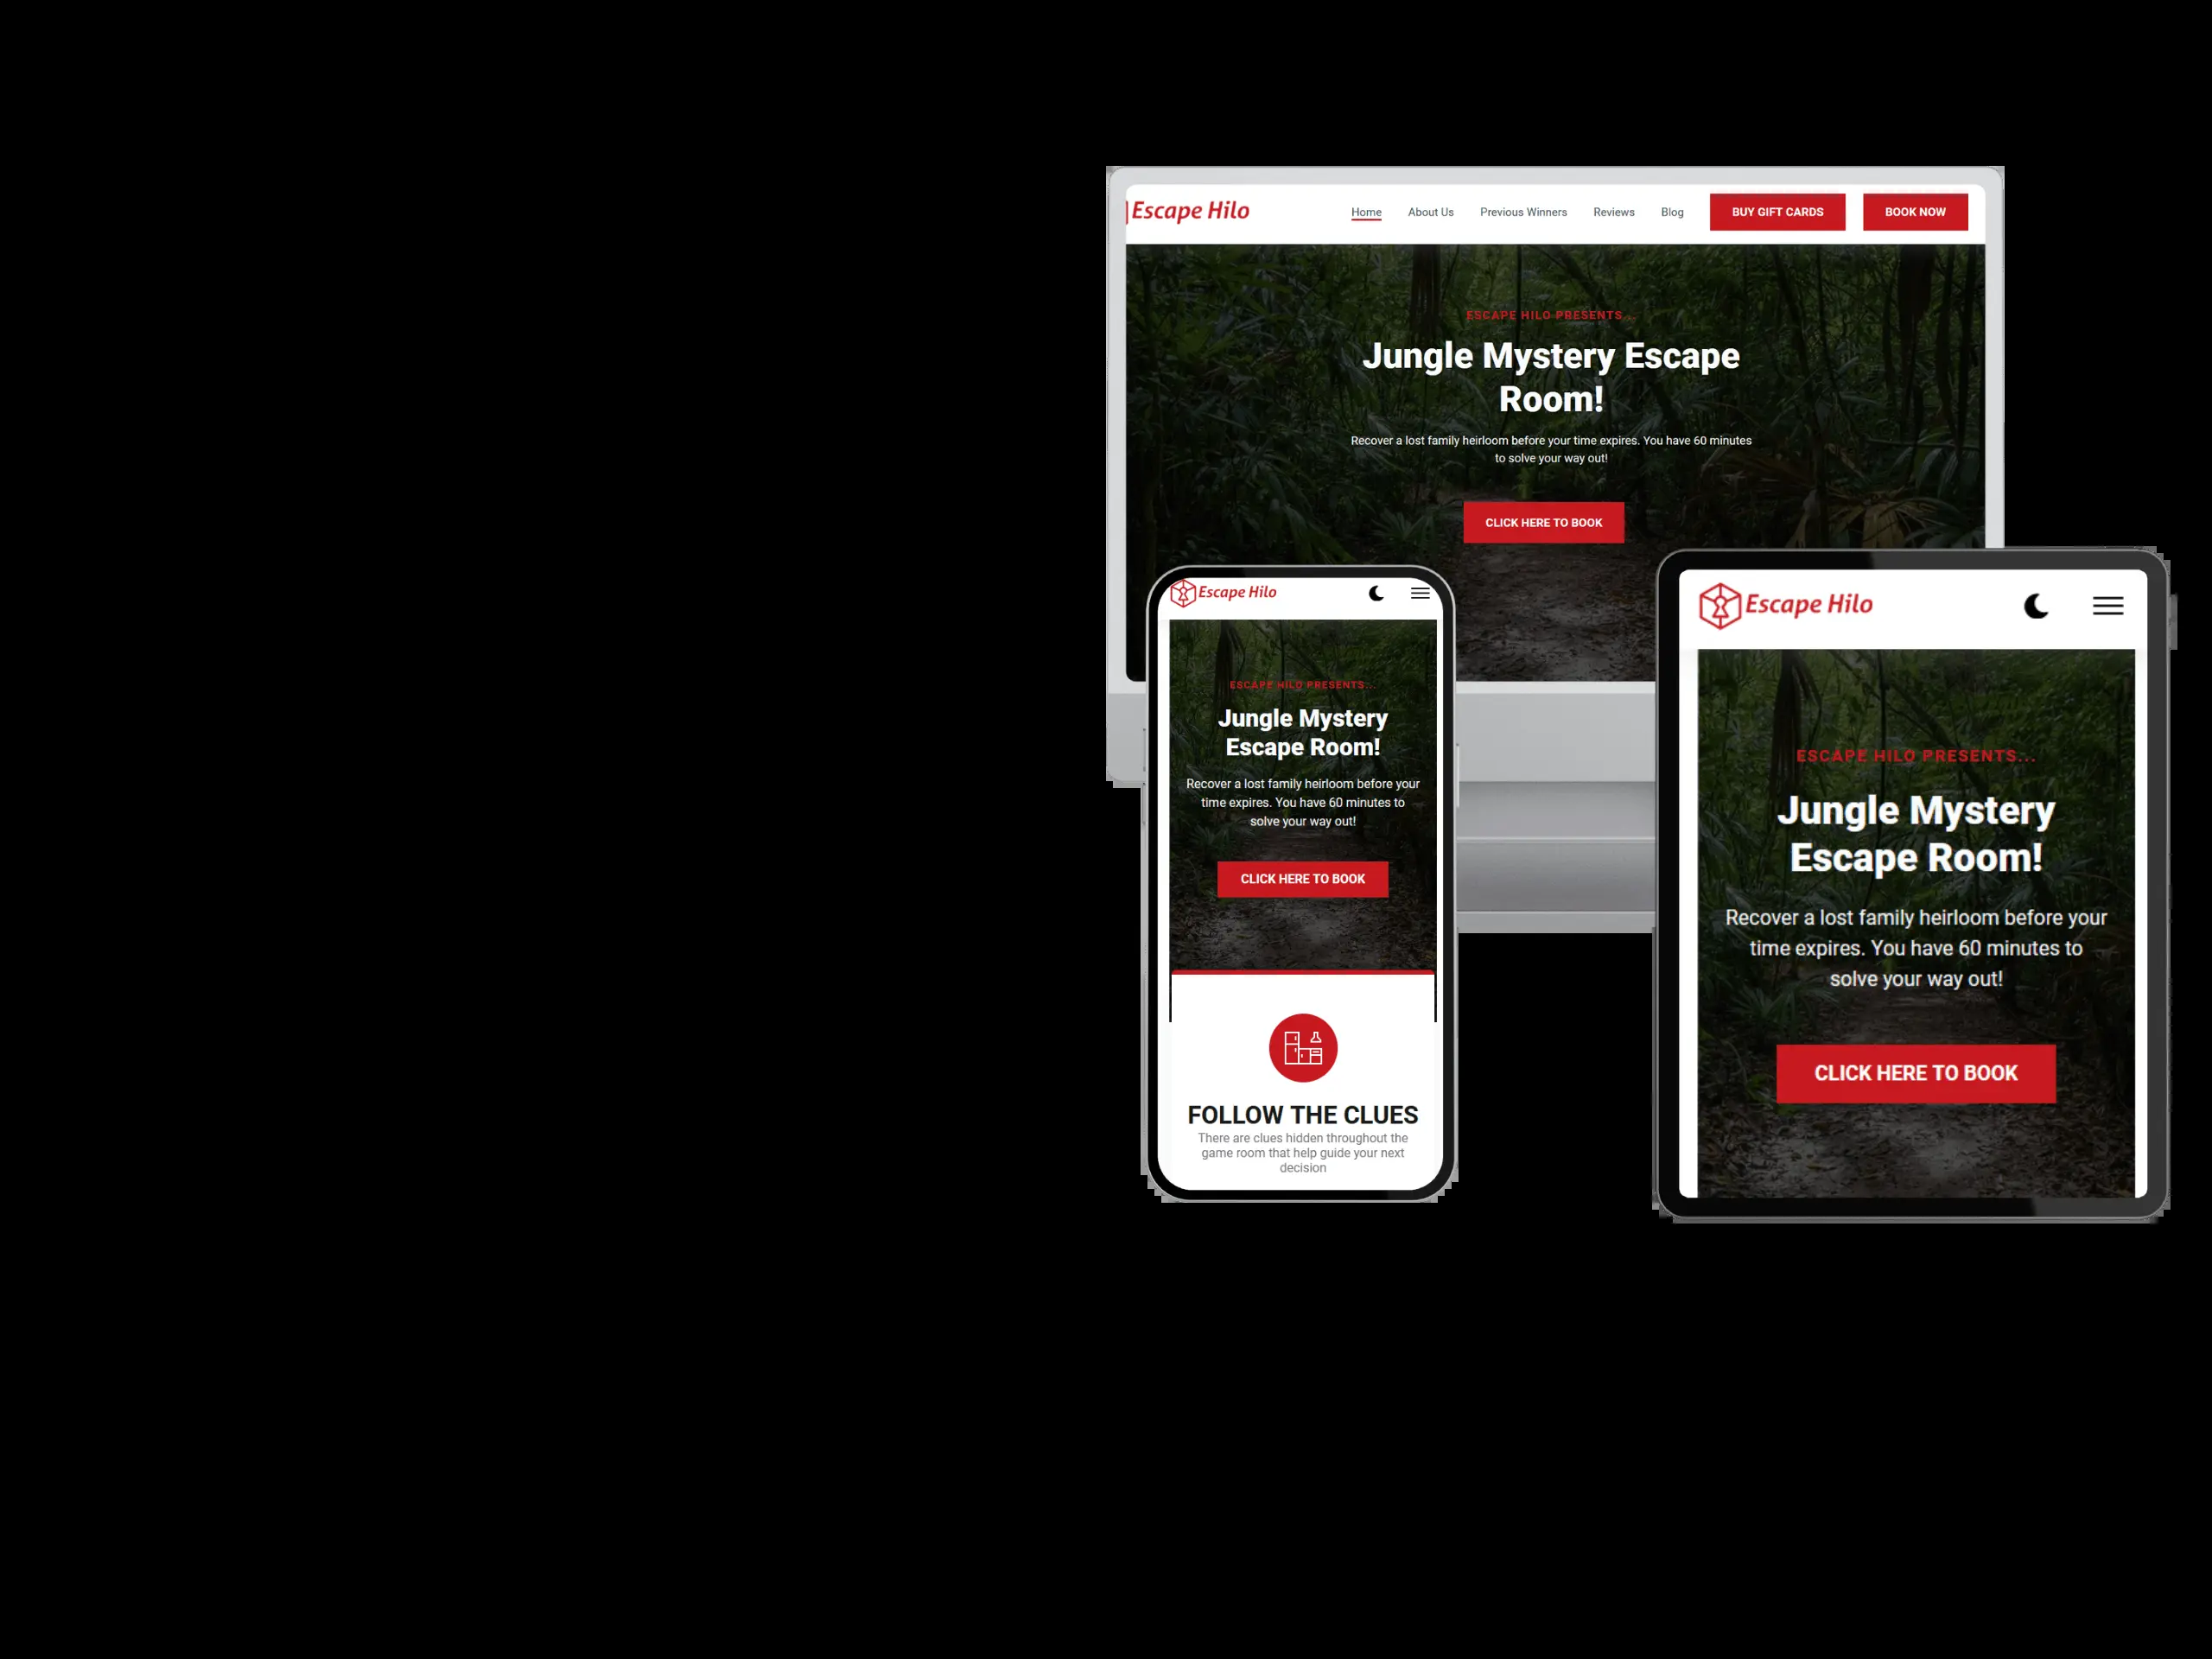 Escape Hilo
Home About Us Previous Winners Reviews Blog BUY GIFT CARDS BOOK NOW
ESCAPE HILO PRESENTS...
Jungle Mystery Escape
Room!
Recover a lost family heirloom before your time expires. You have 60 minutes
to solve your way out!
CLICK HERE TO BOOK
Escape Hilo
ESCAPE HILO PRESENTS...
Jungle Mystery
Escape Room!
Recover a lost family heirloom before your
time expires. You have 60 minutes to
solve your way out!
CLICK HERE TO BOOK
FOLLOW THE CLUES
There are clues hidden throughout the
game room that help guide your next
decision
Escape Hilo
ESCAPE HILO PRESENTS...
Jungle Mystery
Escape Room!
Recover a lost family heirloom before your
time expires. You have 60 minutes to
solve your way out!
CLICK HERE TO BOOK